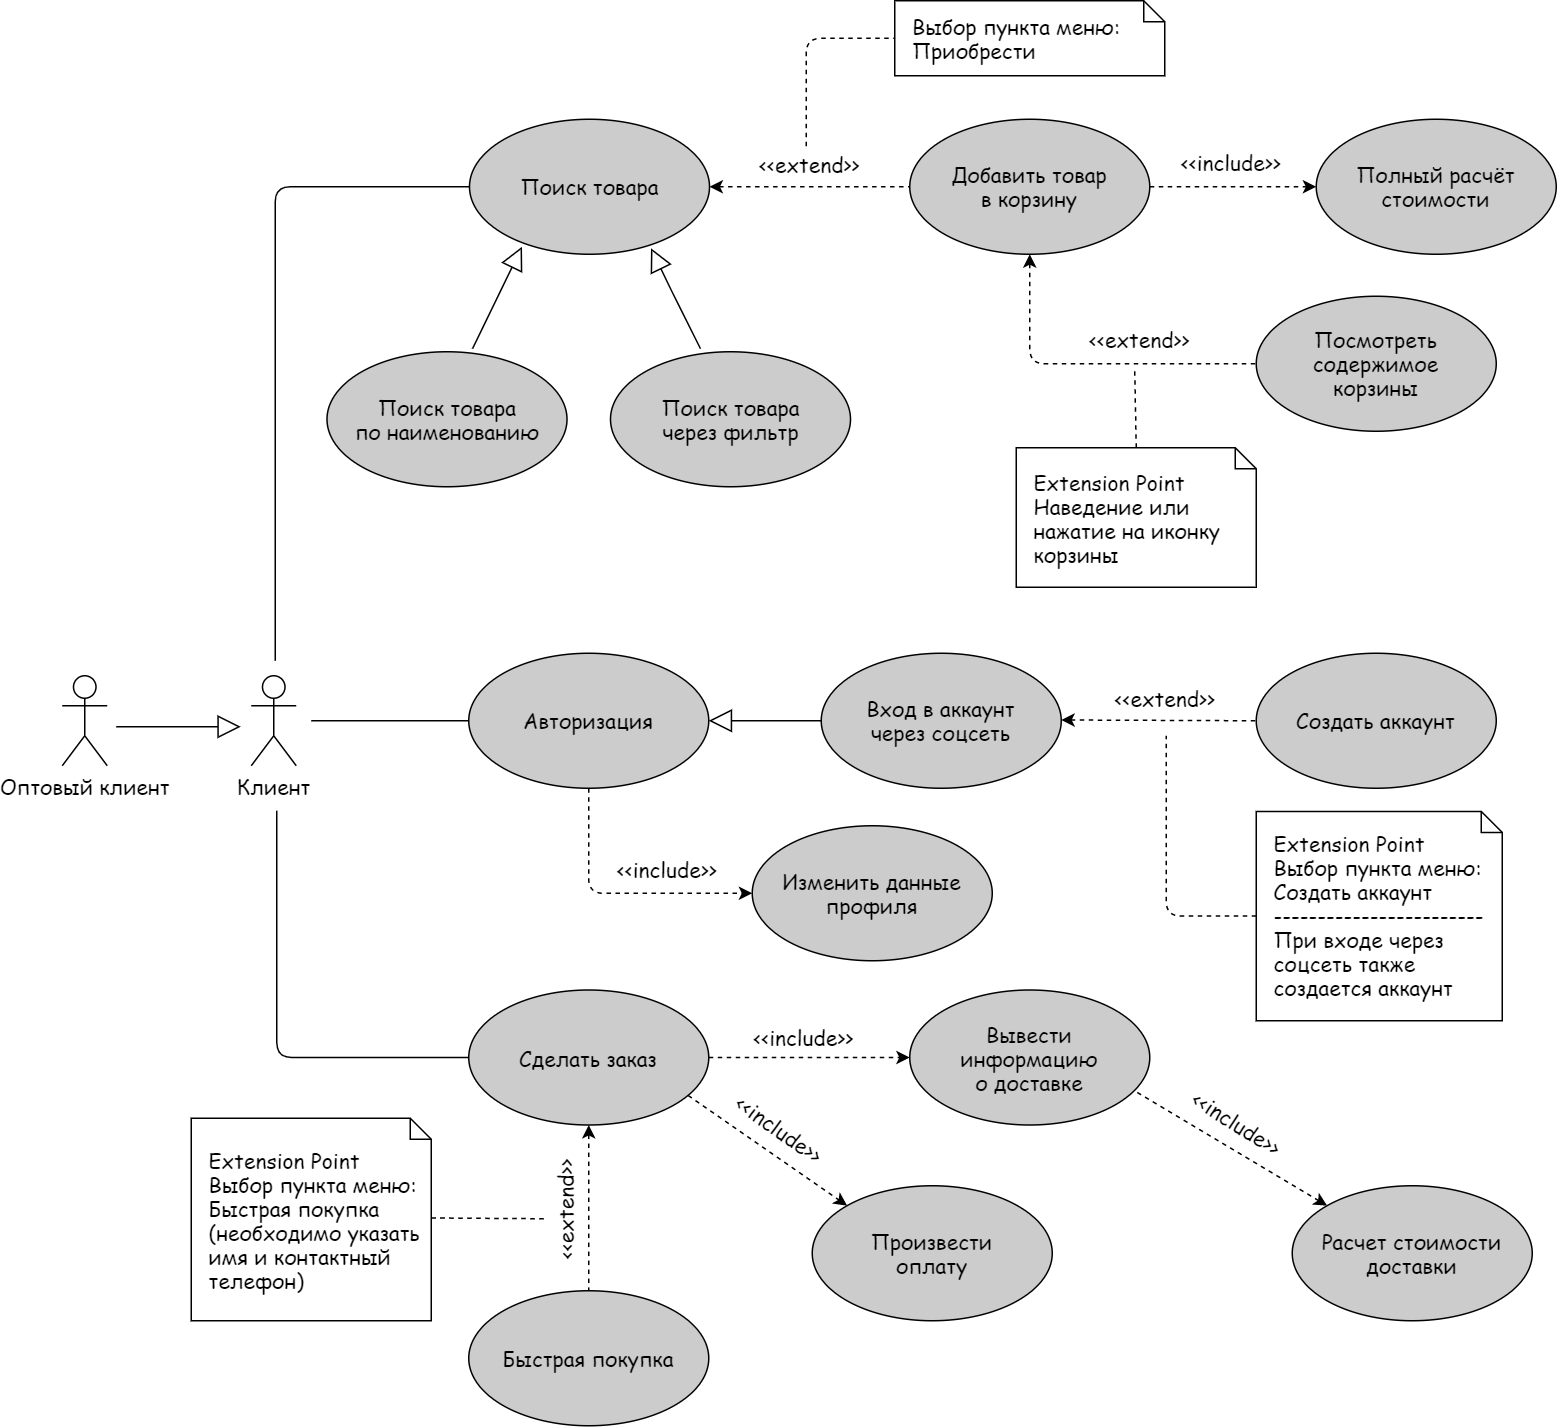 Выбор пункта меню:
Приобрести
Поиск товара
<<extend>>
Добавить товар
в корзину
<<include>>
Полный расчёт
стоимости
<<extend>>
Посмотреть
содержимое
корзины
Поиск товара
по наименованию
Поиск товара
через фильтр
Extension Point
Наведение или
нажатие на иконку
корзины
Оптовый клиент
Клиент
Авторизация
Вход в аккаунт
через соцсеть
<<extend>>
Создать аккаунт
<<include>>
Изменить данные
профиля
Extension Point
Выбор пункта меню:
Создать аккаунт
------------------------
При входе через
соцсеть также
создается аккаунт
Сделать заказ
<<include>>
Вывести
информацию
о доставке
<<include>>
<<include>>
Extension Point
Выбор пункта меню:
Быстрая покупка
(необходимо указать
имя и контактный
телефон)
<<extend>>
Произвести
оплату
Расчет стоимости
доставки
Быстрая покупка